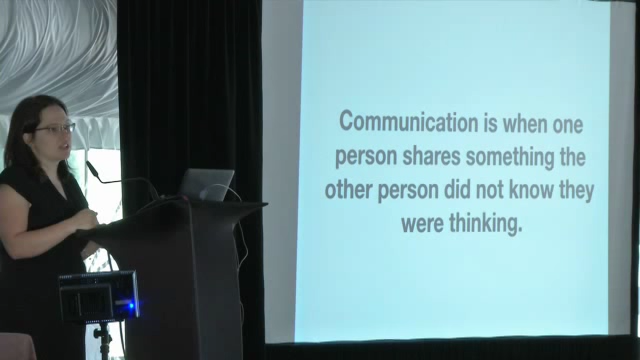 Communication is when one
person shares something the
other person did not know they
were thinking.